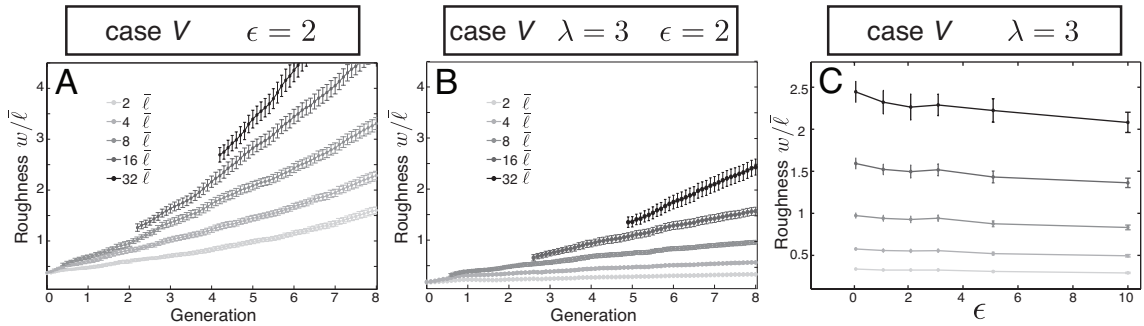 case V ϵ = 2
case V λ = 3 ϵ = 2
case V λ = 3
A
Roughness w/ℓ̄
4
3
2
1
2 ℓ̄
4 ℓ̄
8 ℓ̄
16 ℓ̄
32 ℓ̄
0 1 2 3 4 5 6 7 8
Generation
B
Roughness w/ℓ̄
4
3
2
1
2 ℓ̄
4 ℓ̄
8 ℓ̄
16 ℓ̄
32 ℓ̄
0 1 2 3 4 5 6 7 8
Generation
C
Roughness w/ℓ̄
2.5
2
1.5
1
0.5
0 2 4 6 8 10
ϵ